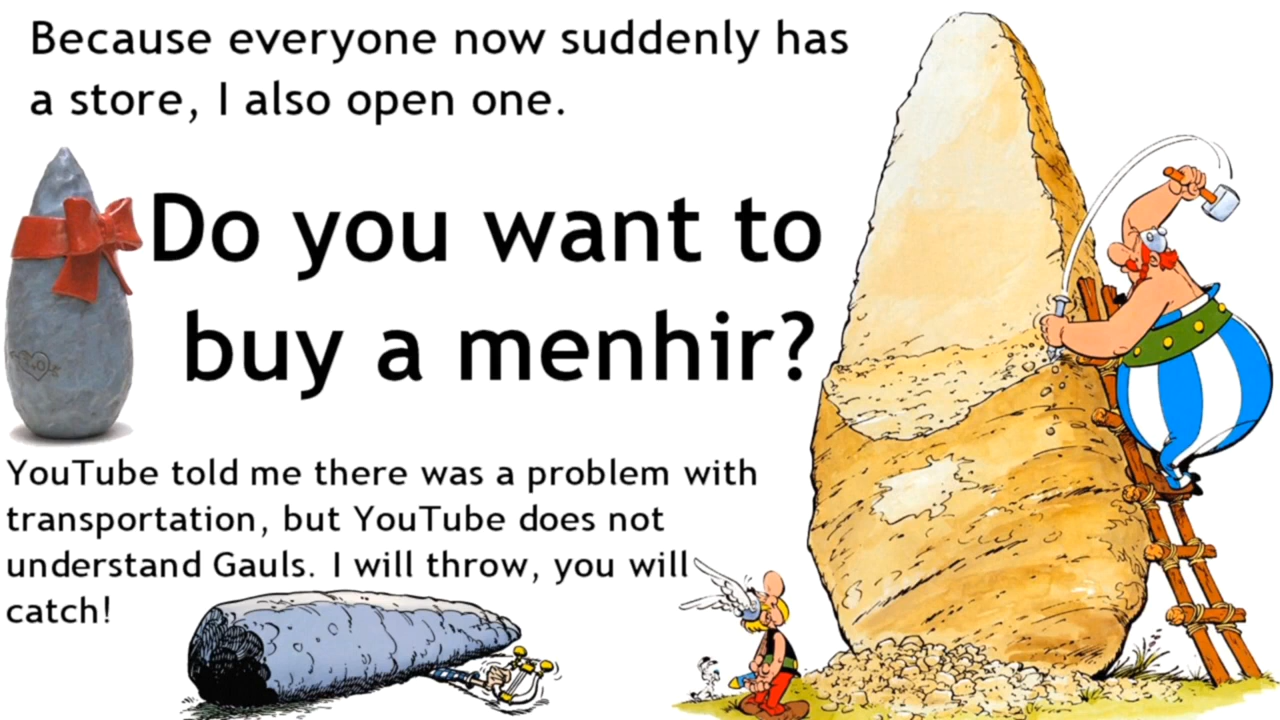 Because everyone now suddenly has
a store, I also open one.
Do you want to
buy a menhir?
YouTube told me there was a problem with
transportation, but YouTube does not
understand Gauls. I will throw, you will
catch!